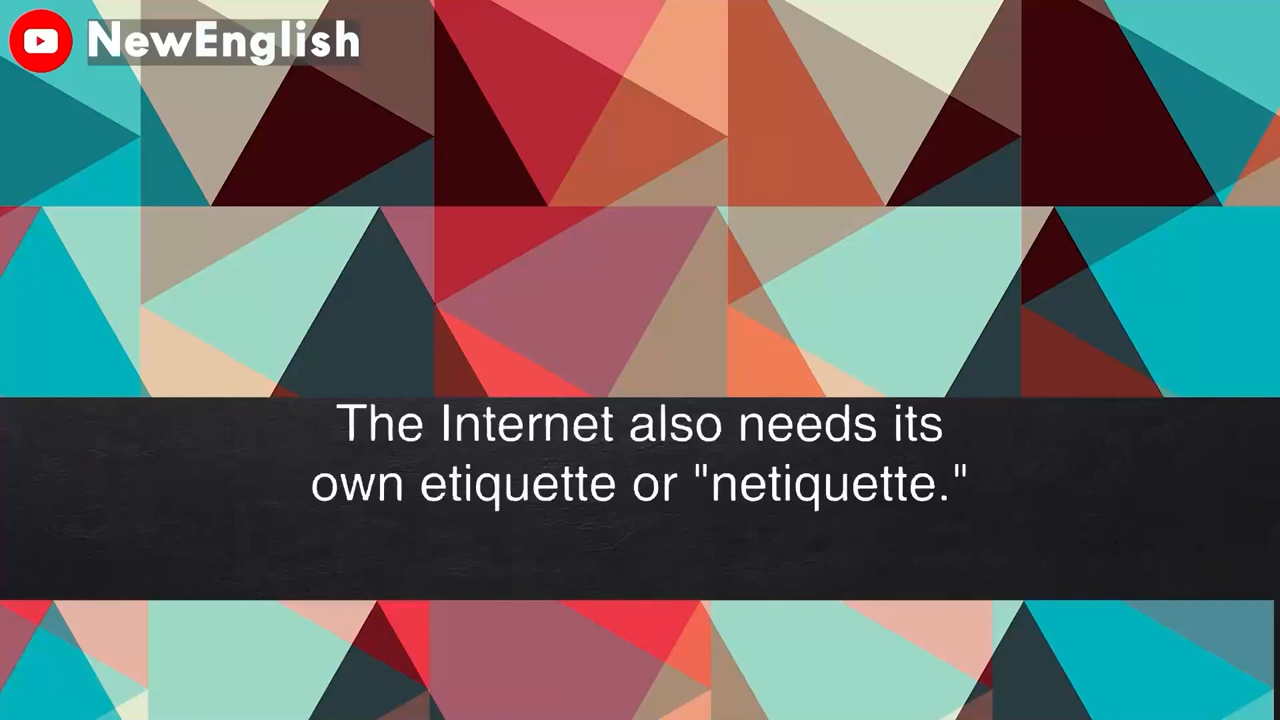 NewEnglish
The Internet also needs its
own etiquette or "netiquette."